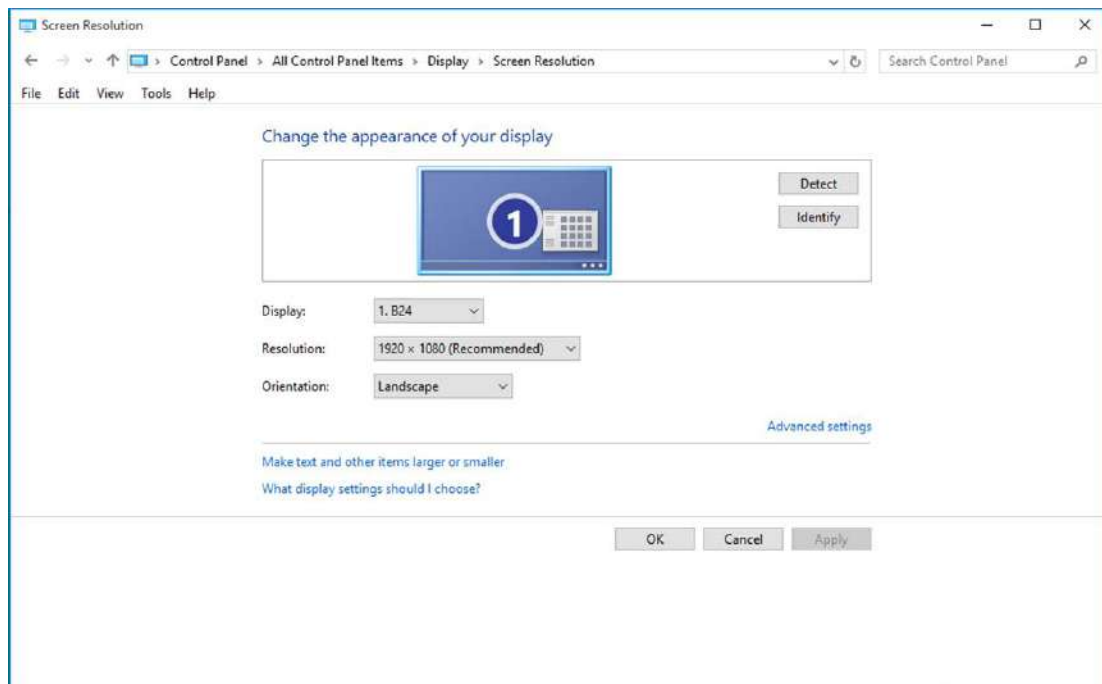 Screen Resolution
Control Panel > All Control Panel Items > Display > Screen Resolution
Search Control Panel
File Edit View Tools Help
Change the appearance of your display
1
Detect
Identify
Display: 1. B24
Resolution: 1920 × 1080 (Recommended)
Orientation: Landscape
Advanced settings
Make text and other items larger or smaller
What display settings should I choose?
OK Cancel Apply